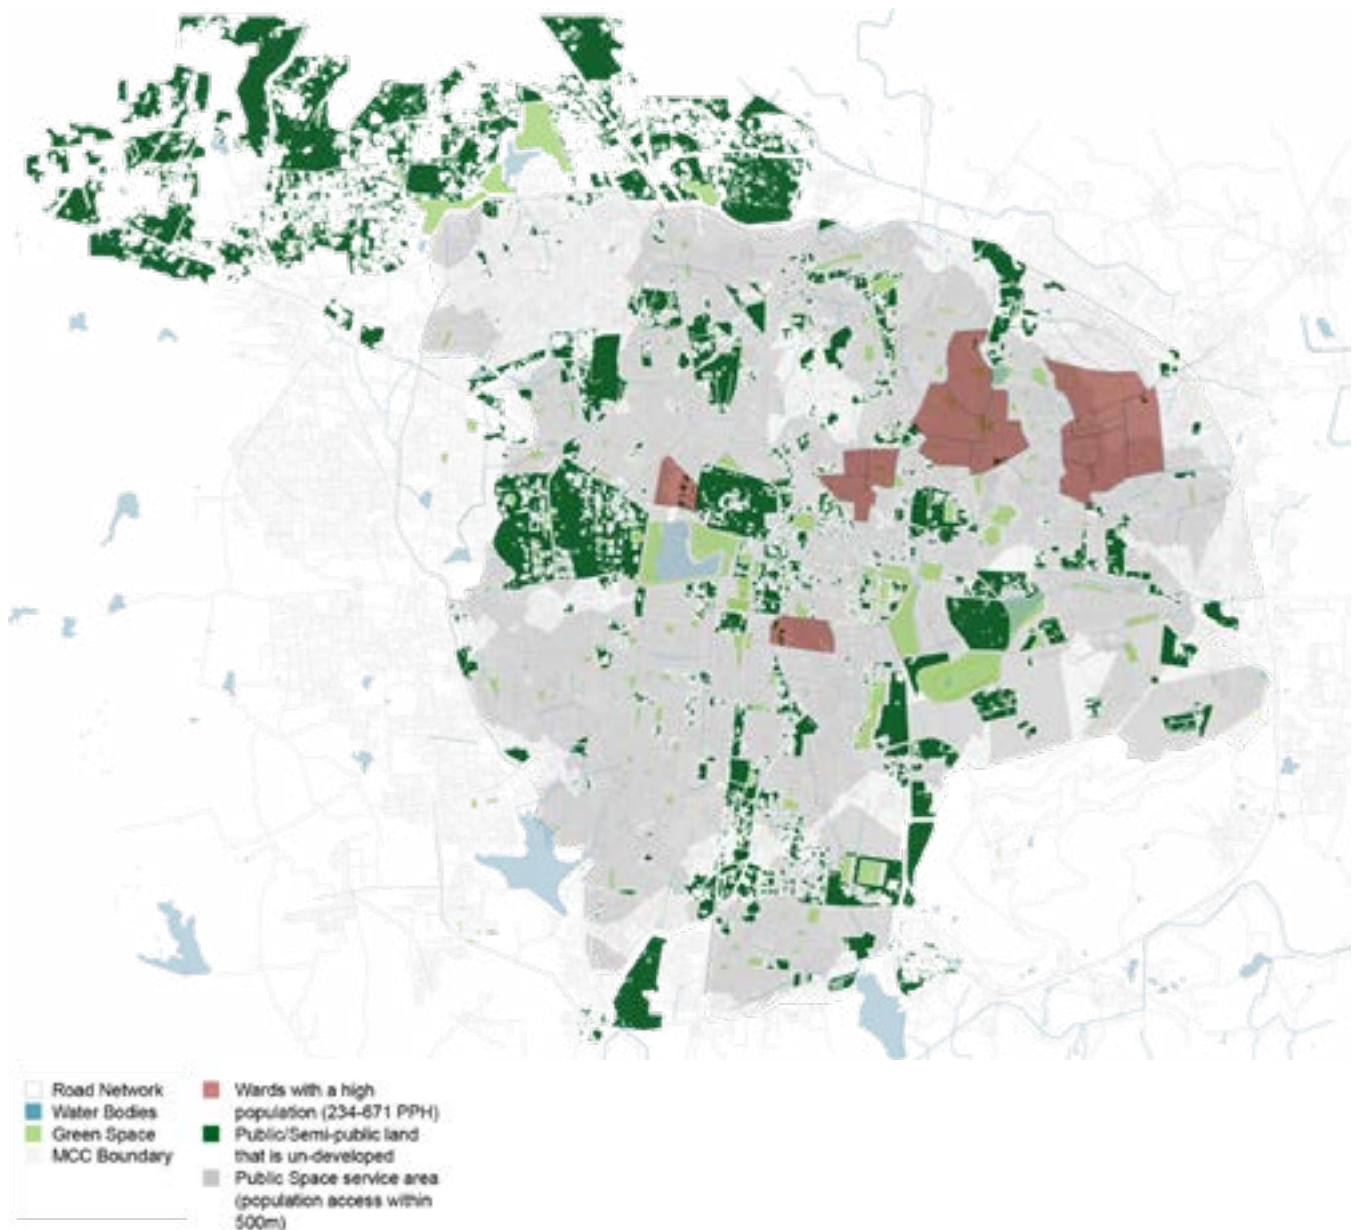 Road Network
Water Bodies
Green Space
MCC Boundary
Wards with a high
population (234-671 PPH)
Public/Semi-public land
that is un-developed
Public Space service area
(population access within
500m)